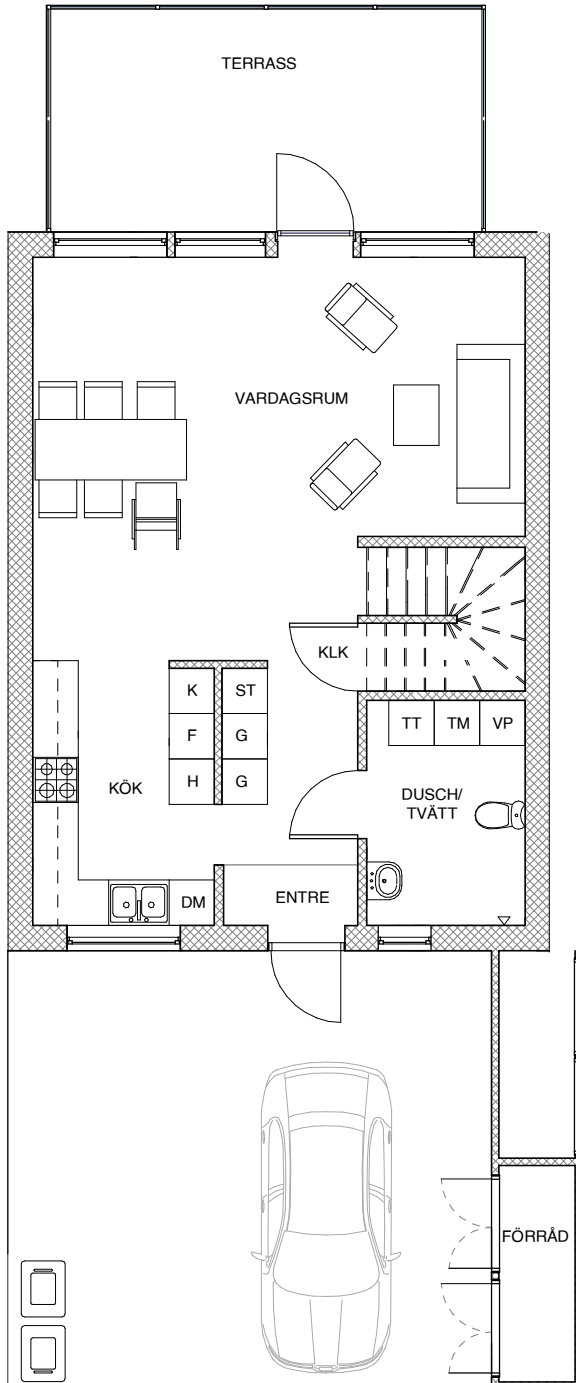 TERRASS
VARDAGSRUM
KLK
K ST
F G
H G
TT TM VP
KÖK
DUSCH/
TVÄTT
DM
ENTRE
FÖRRÅD